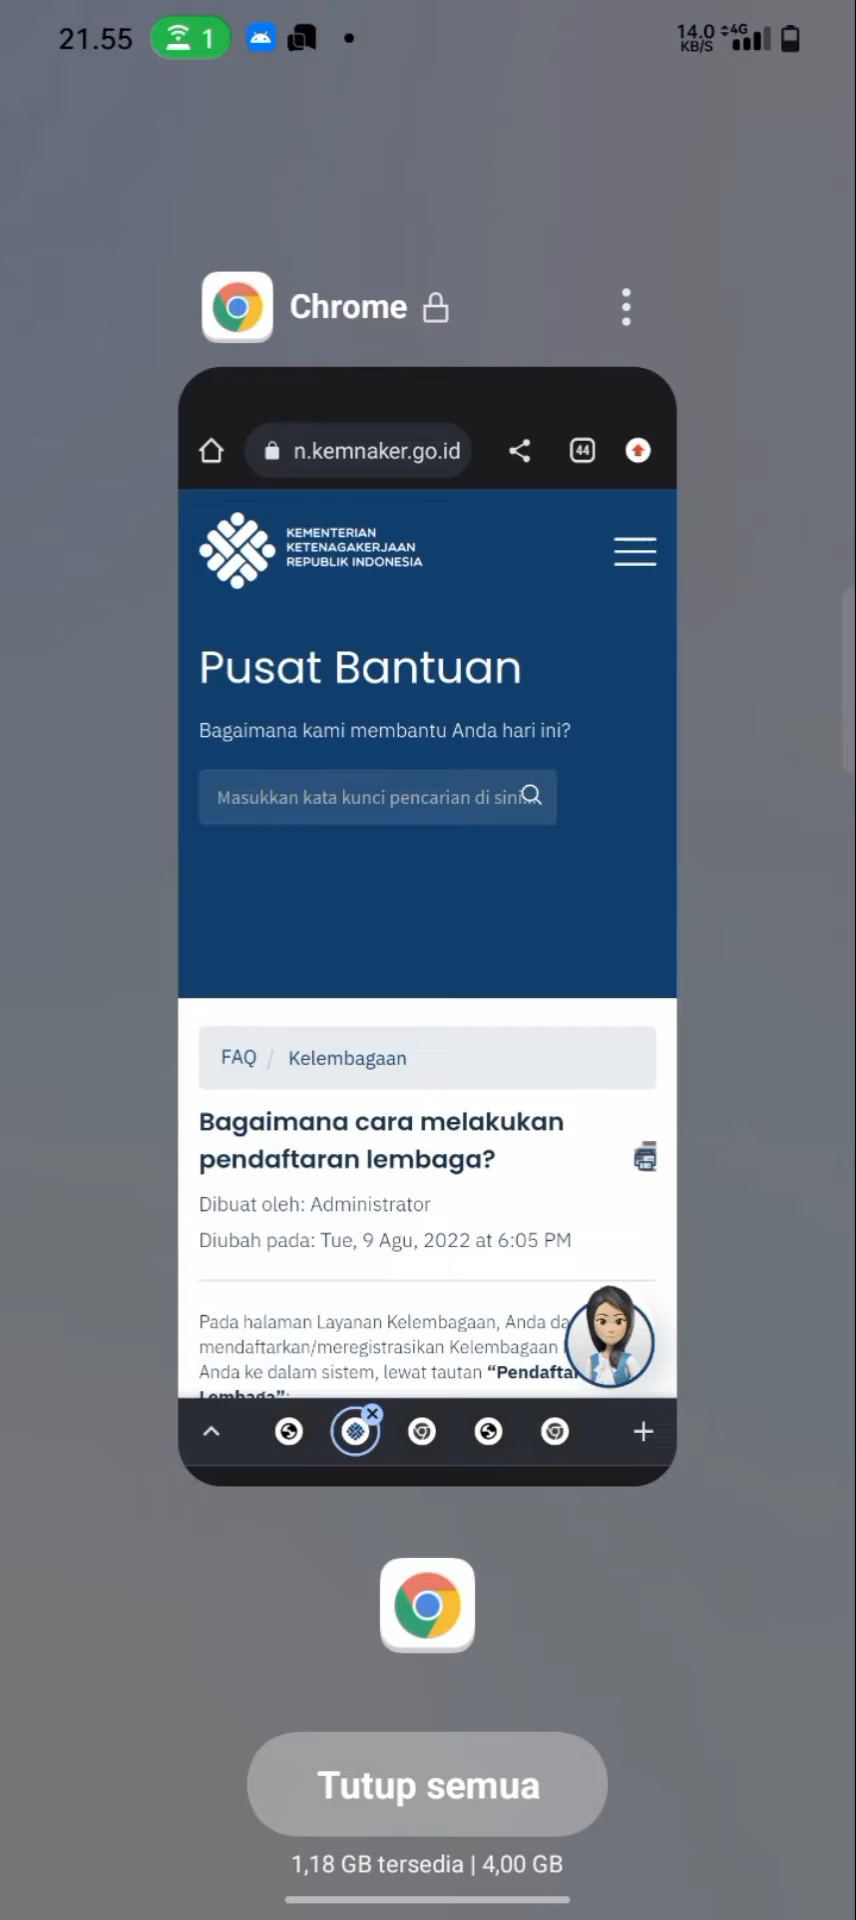 21.55
1
14.0
KB/S
4G
Chrome
n.kemnaker.go.id
44
KEMENTERIAN
KETENAGAKERJAAN
REPUBLIK INDONESIA
Pusat Bantuan
Bagaimana kami membantu Anda hari ini?
Masukkan kata kunci pencarian di sini...
FAQ / Kelembagaan
Bagaimana cara melakukan
pendaftaran lembaga?
Dibuat oleh: Administrator
Diubah pada: Tue, 9 Agu, 2022 at 6:05 PM
Pada halaman Layanan Kelembagaan, Anda da
mendaftarkan/meregistrasikan Kelembagaan
Anda ke dalam sistem, lewat tautan “Pendafta
Lembaga”:
Tutup semua
1,18 GB tersedia | 4,00 GB